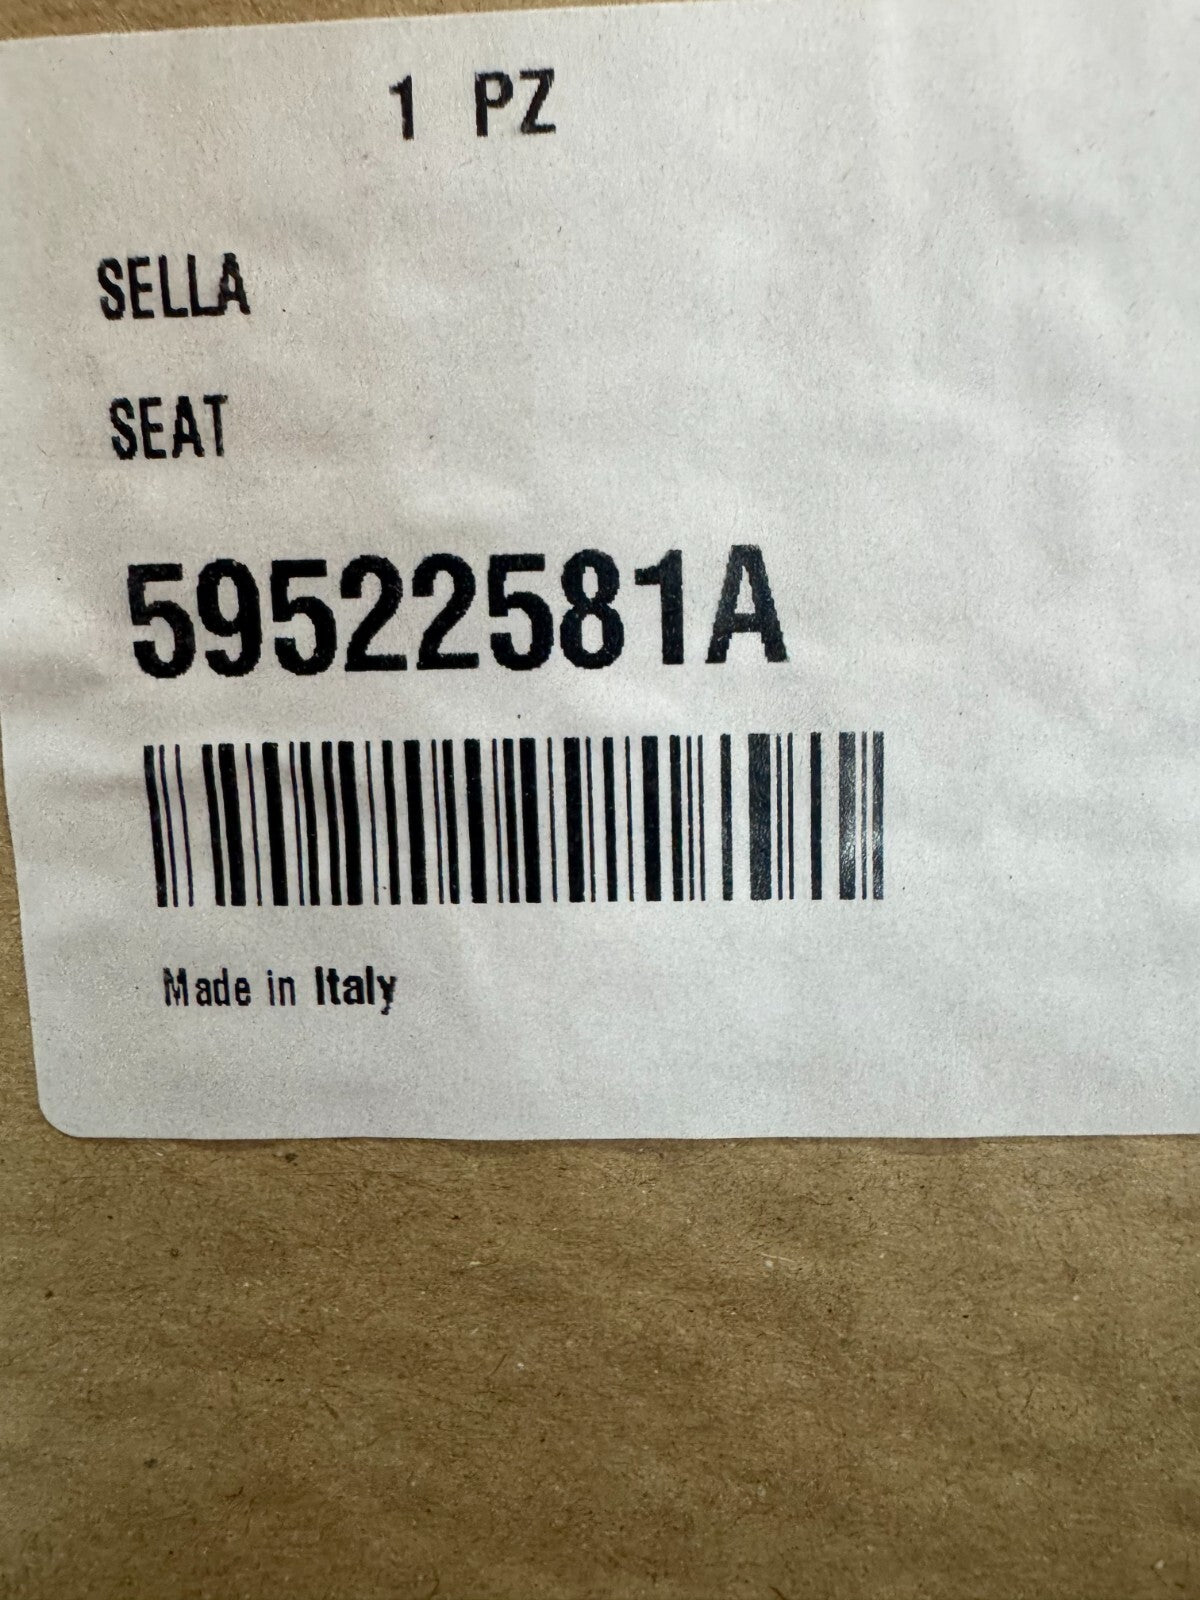 1 PZ
SELLA
SEAT
59522581A
Made in Italy